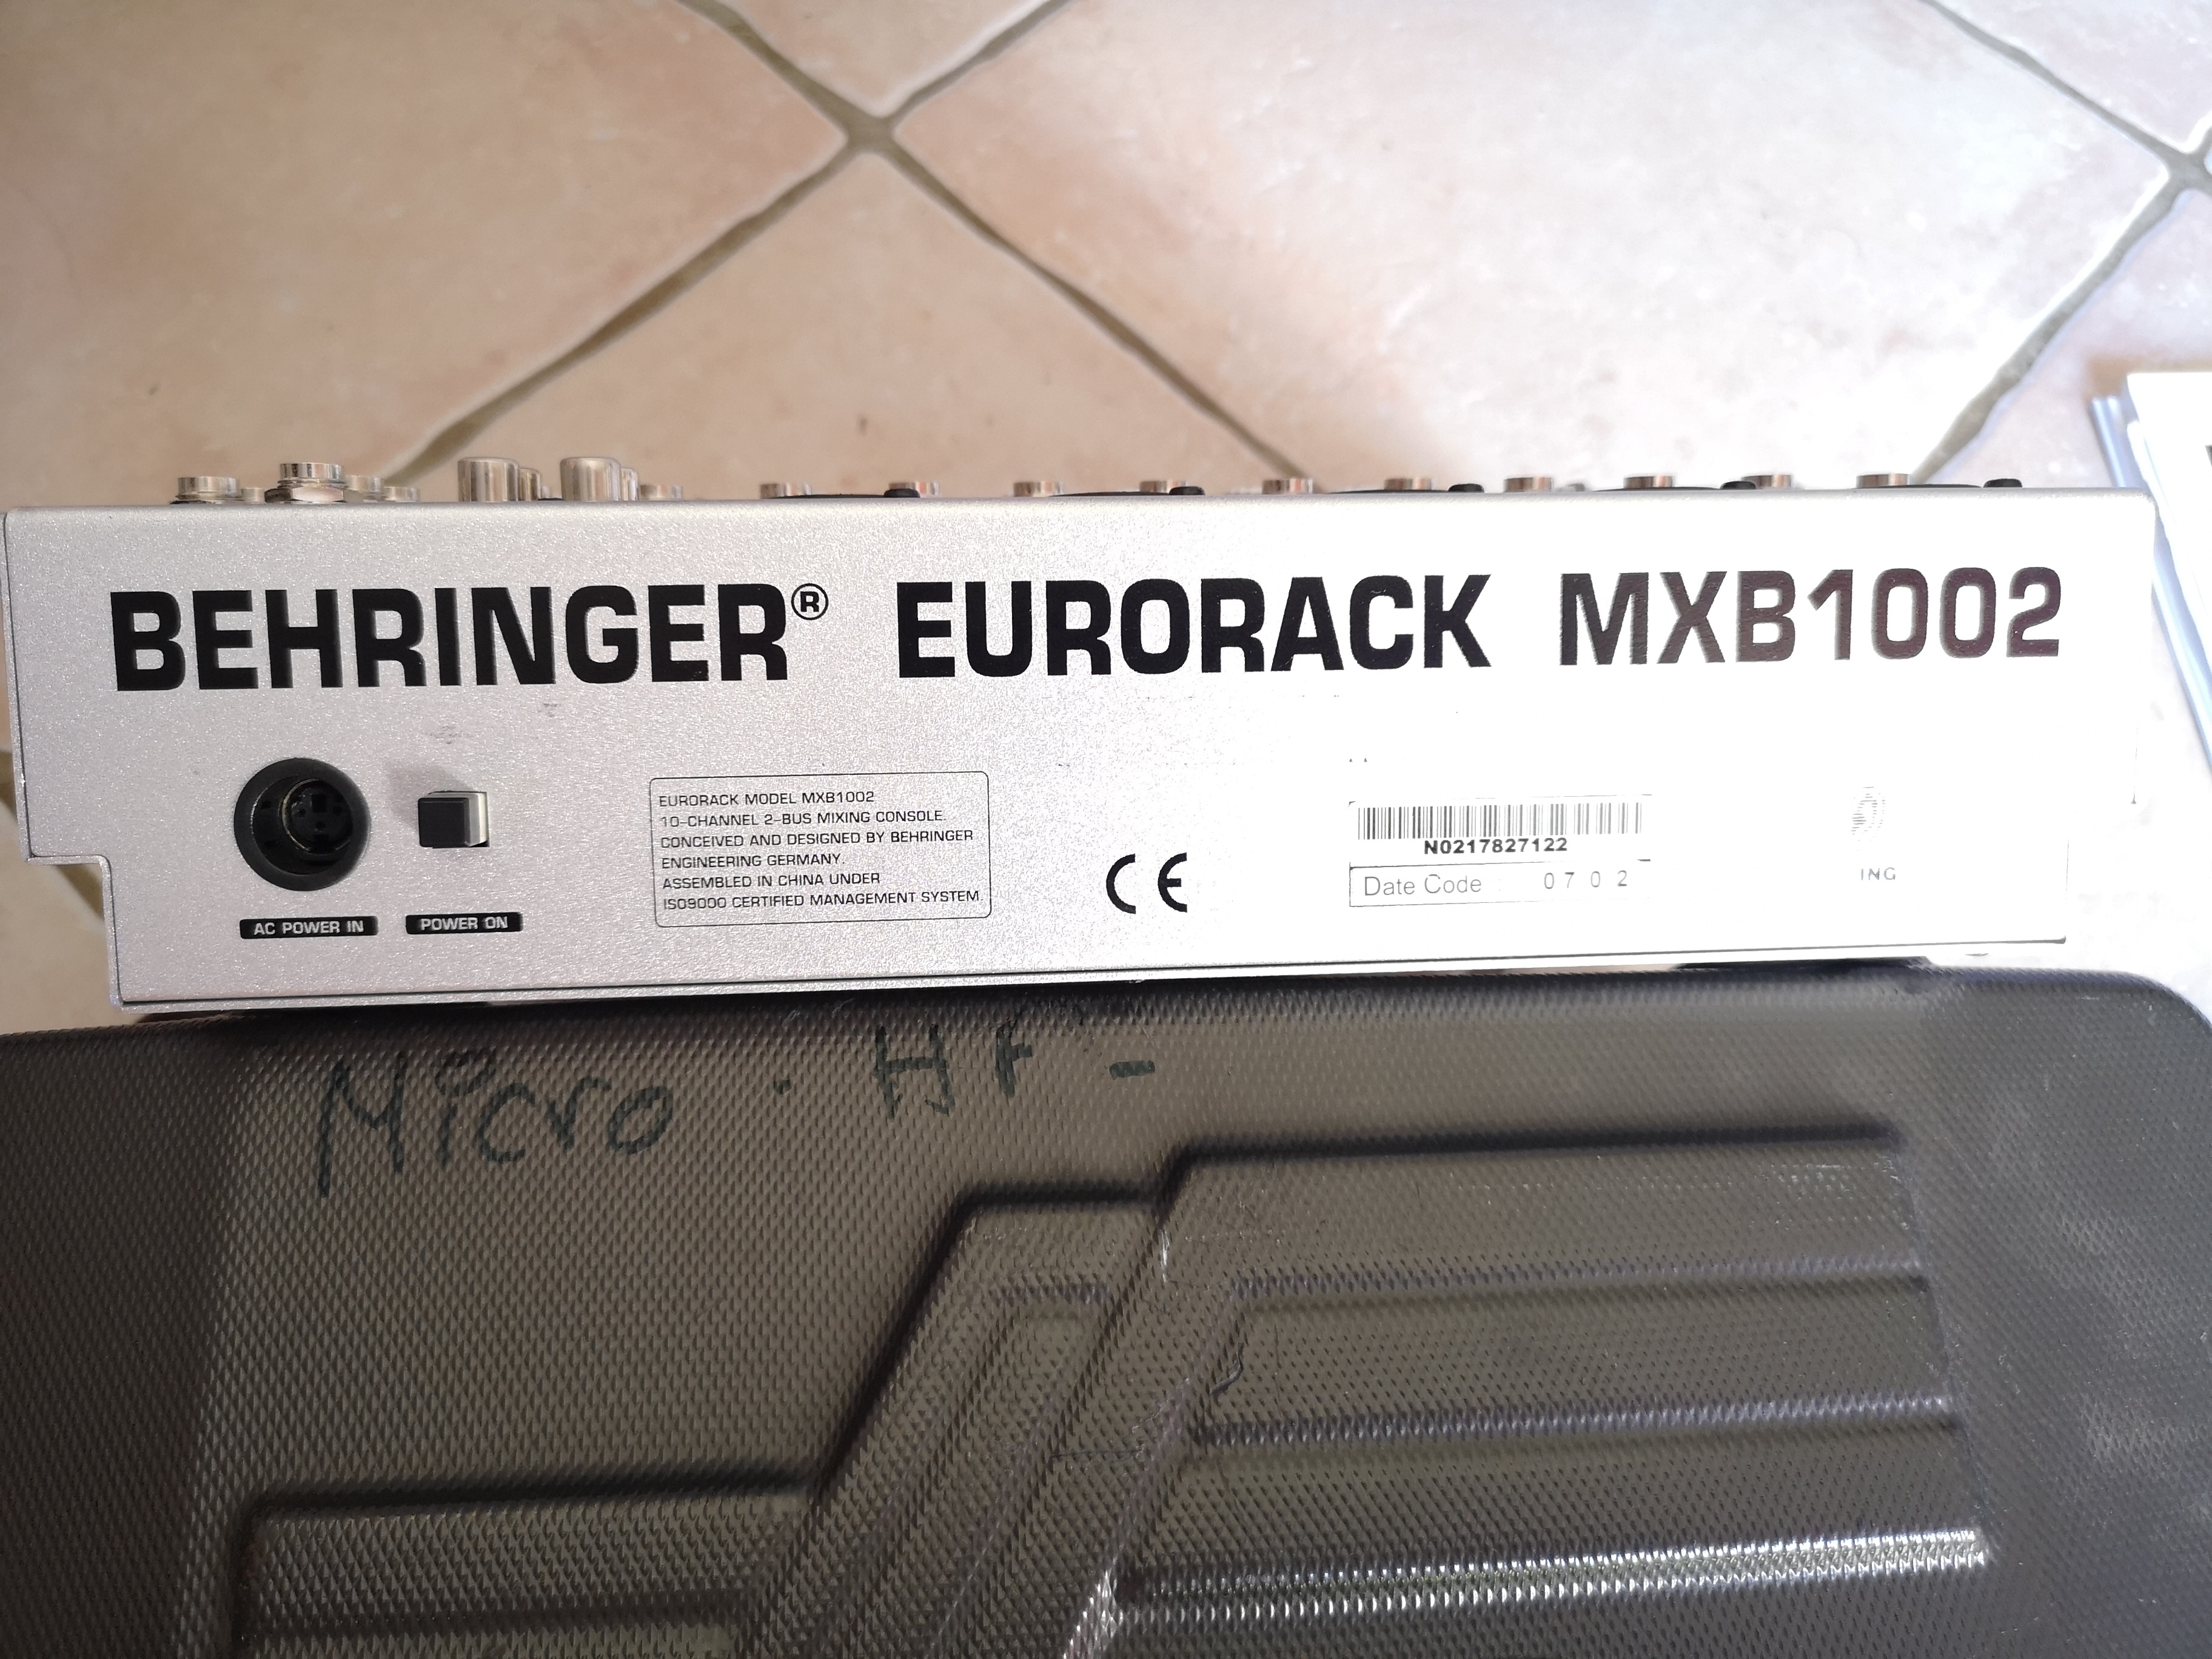 BEHRINGER® EURORACK MXB1002
EURORACK MODEL MXB1002
10-CHANNEL 2-BUS MIXING CONSOLE.
CONCEIVED AND DESIGNED BY BEHRINGER
ENGINEERING GERMANY.
ASSEMBLED IN CHINA UNDER
ISO9000 CERTIFIED MANAGEMENT SYSTEM
CE
N0217827122
Date Code : 0702
AC POWER IN
POWER ON
Micro - HF -